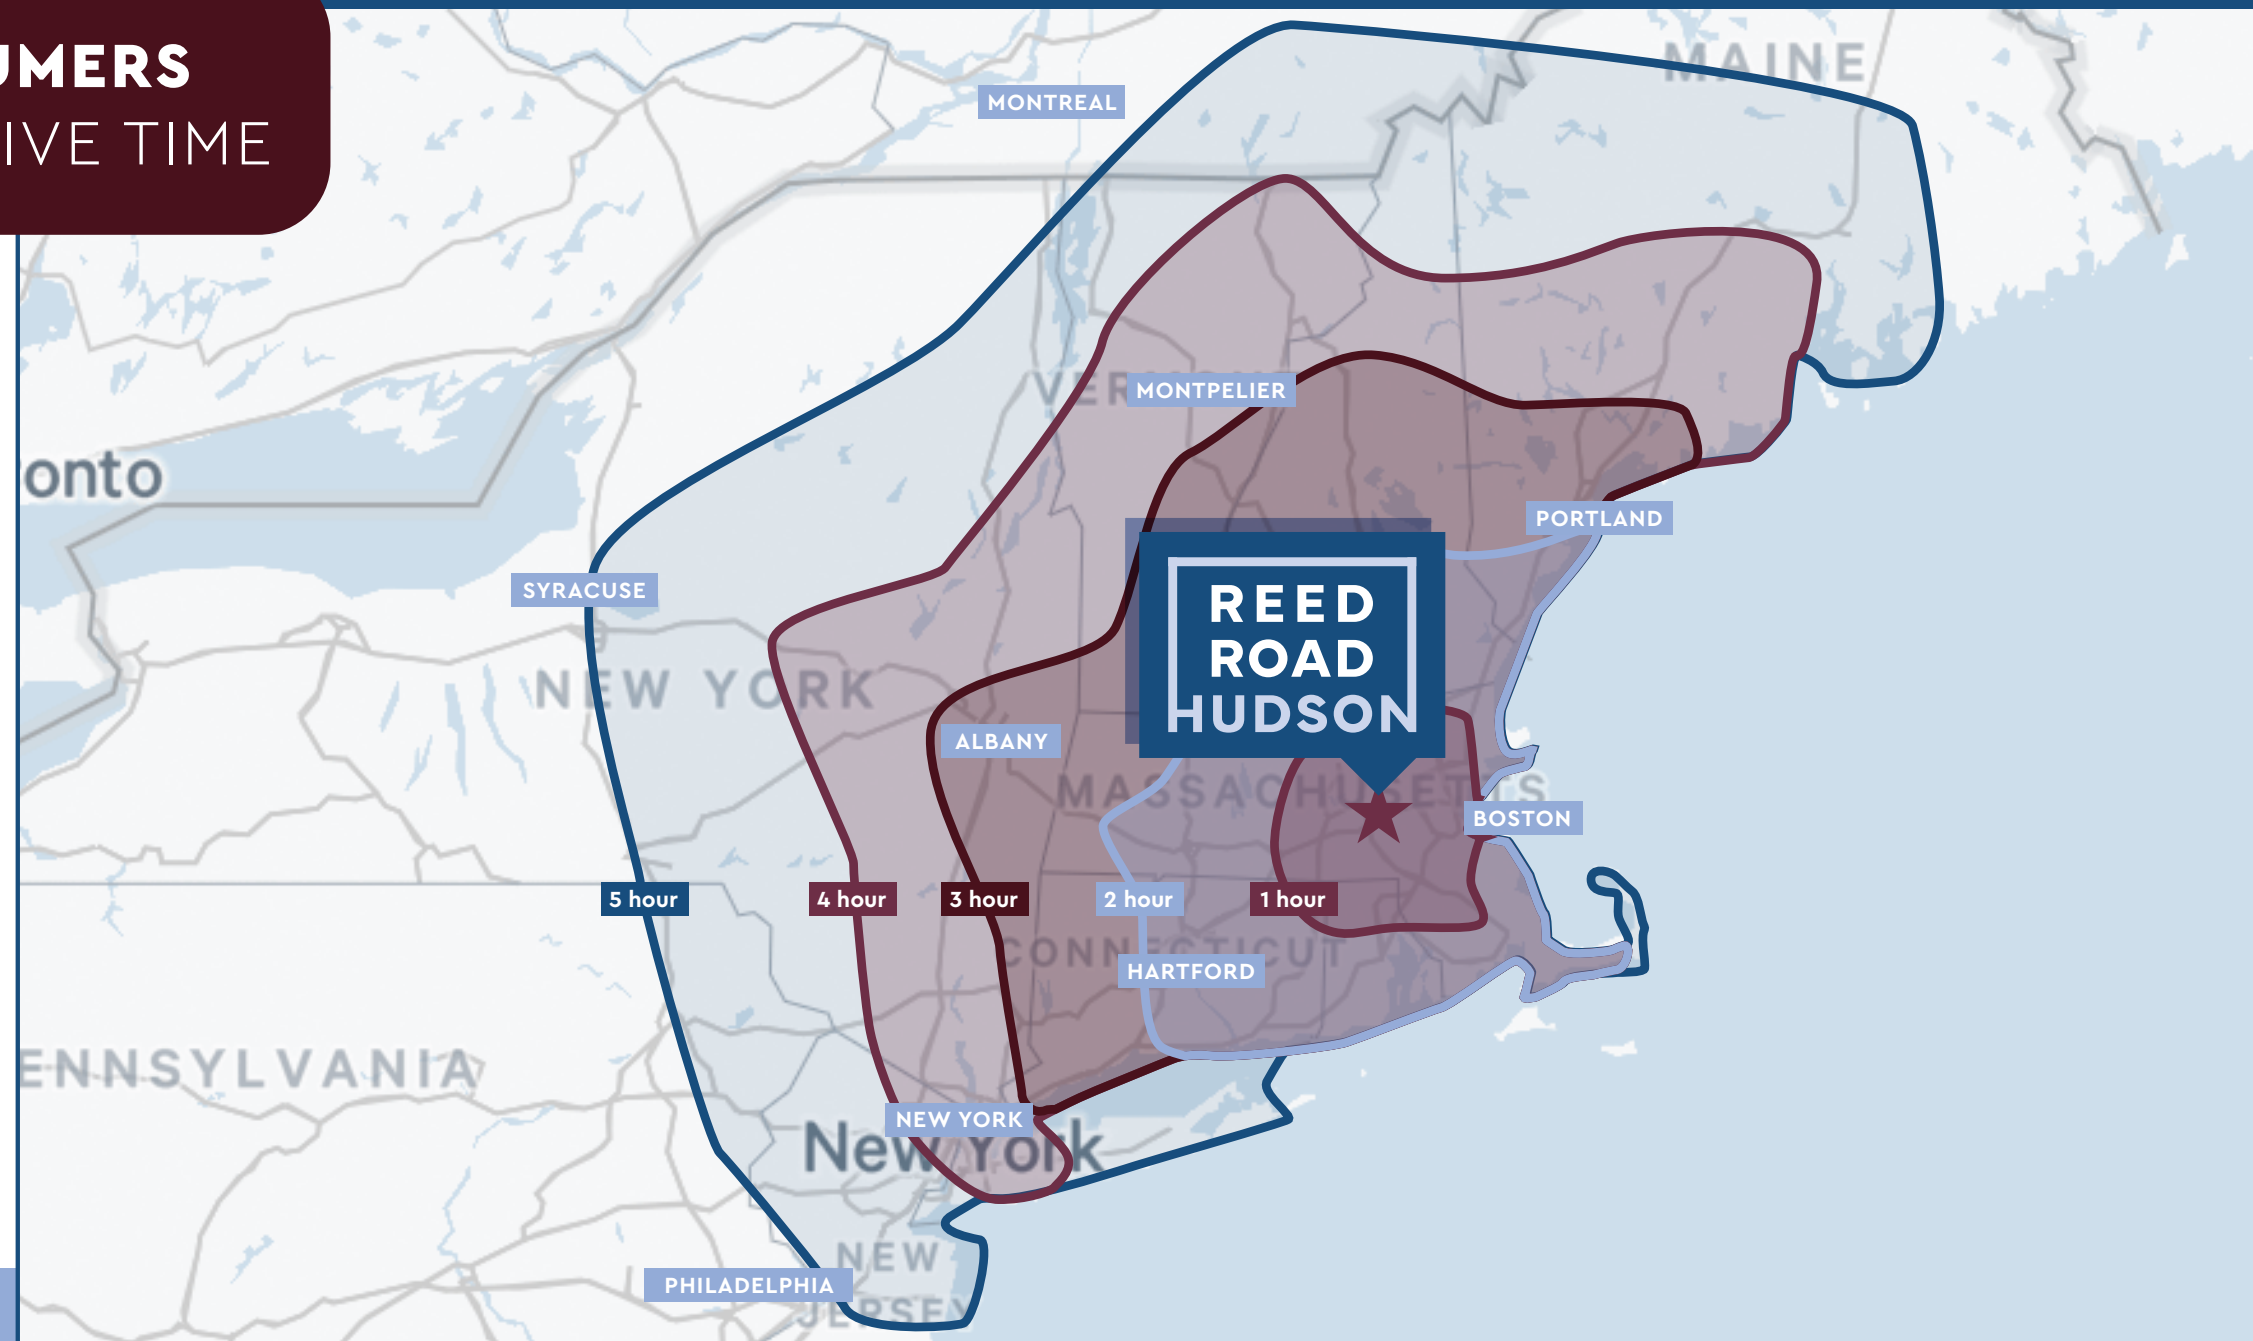 UMERS
IVE TIME
MAINE
MONTREAL
VERMONT
MONTPELIER
onto
PORTLAND
SYRACUSE
REED
ROAD
HUDSON
NEW YORK
ALBANY
MASSACHUSETTS
BOSTON
5 hour
4 hour
3 hour
2 hour
1 hour
CONNECTICUT
HARTFORD
ENNSYLVANIA
NEW YORK
New York
NEW
JERSEY
PHILADELPHIA